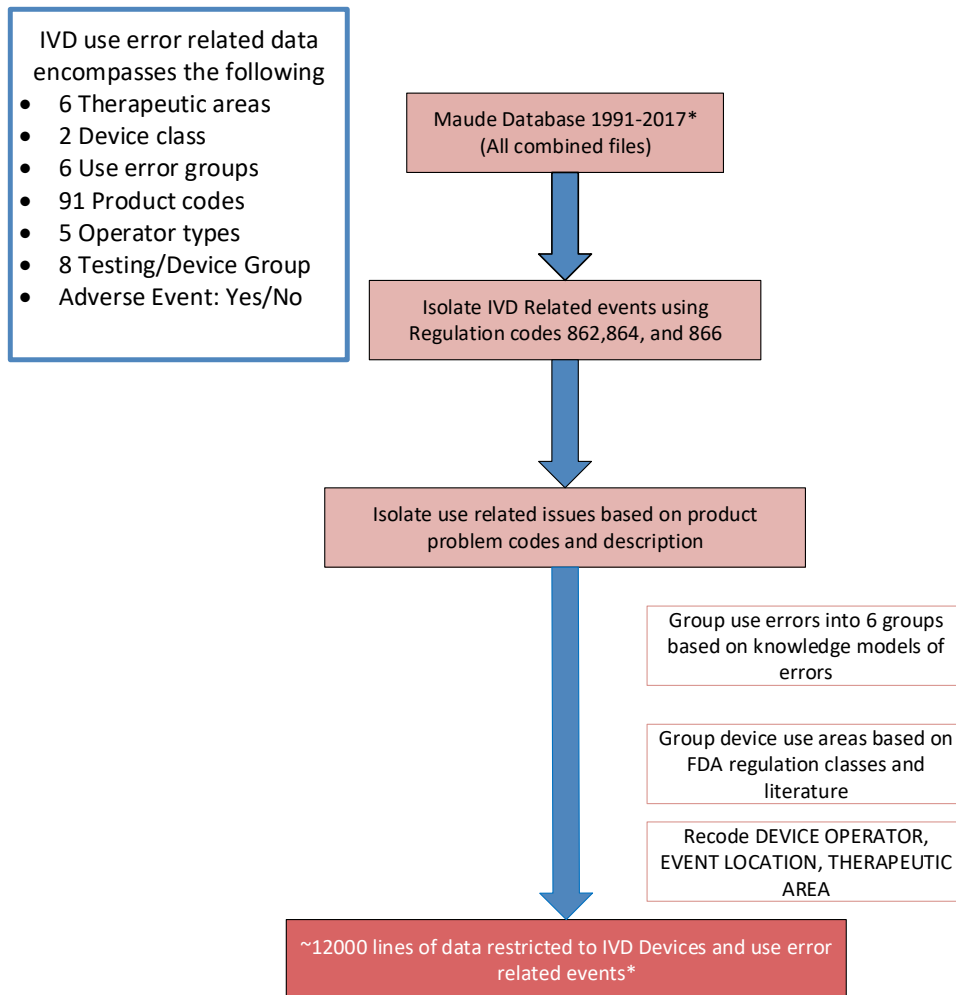 IVD use error related data
encompasses the following
• 6 Therapeutic areas
• 2 Device class
• 6 Use error groups
• 91 Product codes
• 5 Operator types
• 8 Testing/Device Group
• Adverse Event: Yes/No
Maude Database 1991-2017*
(All combined files)
Isolate IVD Related events using
Regulation codes 862,864, and 866
Isolate use related issues based on product
problem codes and description
Group use errors into 6 groups
based on knowledge models of
errors
Group device use areas based on
FDA regulation classes and
literature
Recode DEVICE OPERATOR,
EVENT LOCATION, THERAPEUTIC
AREA
~12000 lines of data restricted to IVD Devices and use error
related events*